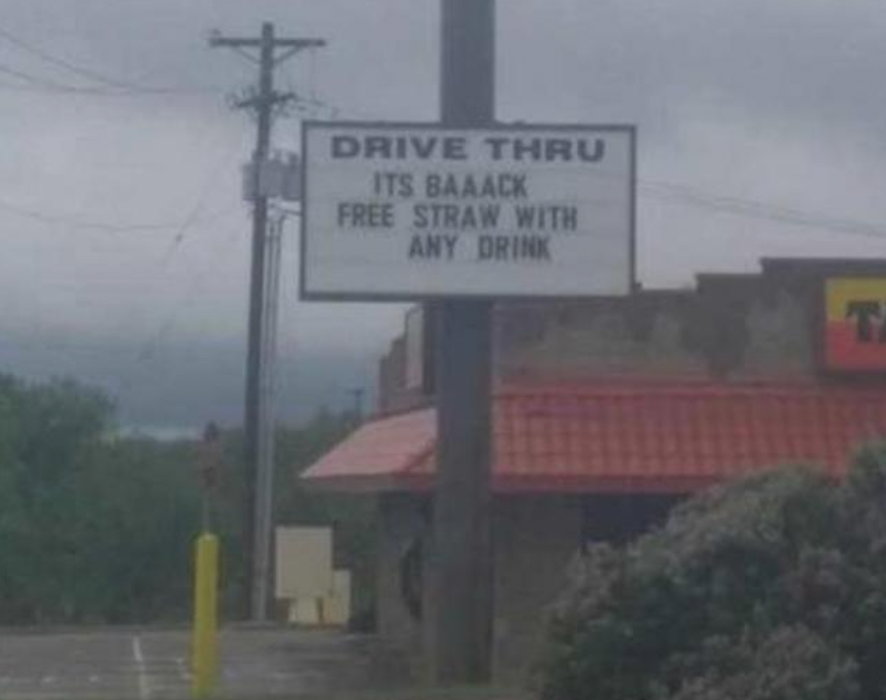 DRIVE THRU
ITS BAAACK
FREE STRAW WITH
ANY DRINK